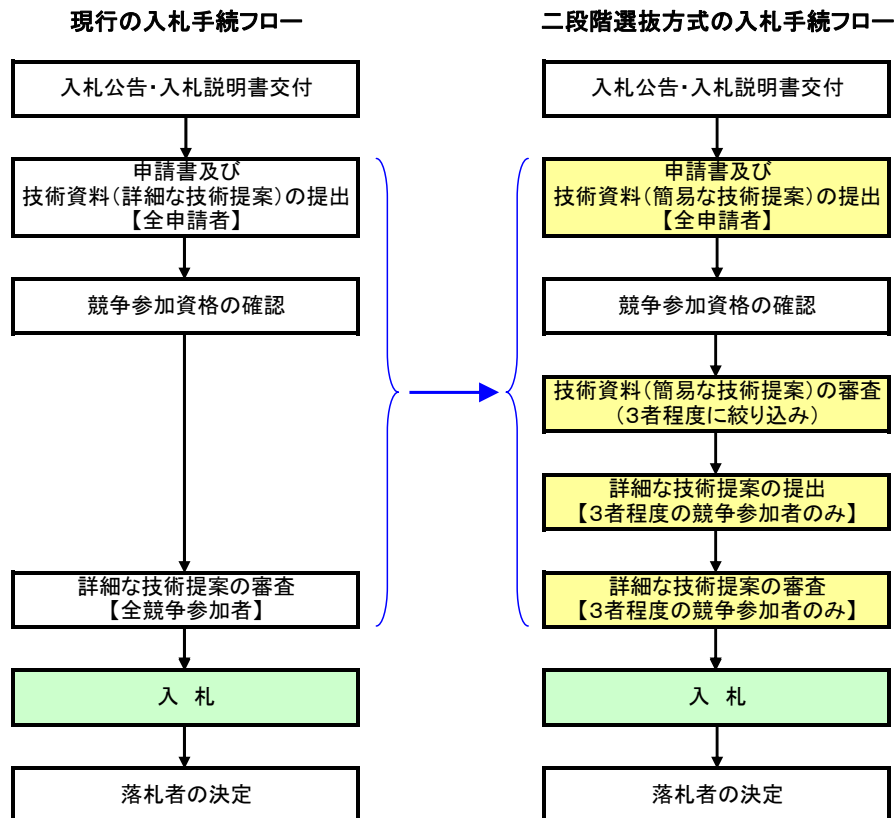 現行の入札手続フロー
入札公告・入札説明書交付
申請書及び
技術資料(詳細な技術提案)の提出
【全申請者】
競争参加資格の確認
詳細な技術提案の審査
【全競争参加者】
入 札
落札者の決定
二段階選抜方式の入札手続フロー
入札公告・入札説明書交付
申請書及び
技術資料(簡易な技術提案)の提出
【全申請者】
競争参加資格の確認
技術資料(簡易な技術提案)の審査
(3者程度に絞り込み)
詳細な技術提案の提出
【3者程度の競争参加者のみ】
詳細な技術提案の審査
【3者程度の競争参加者のみ】
入 札
落札者の決定